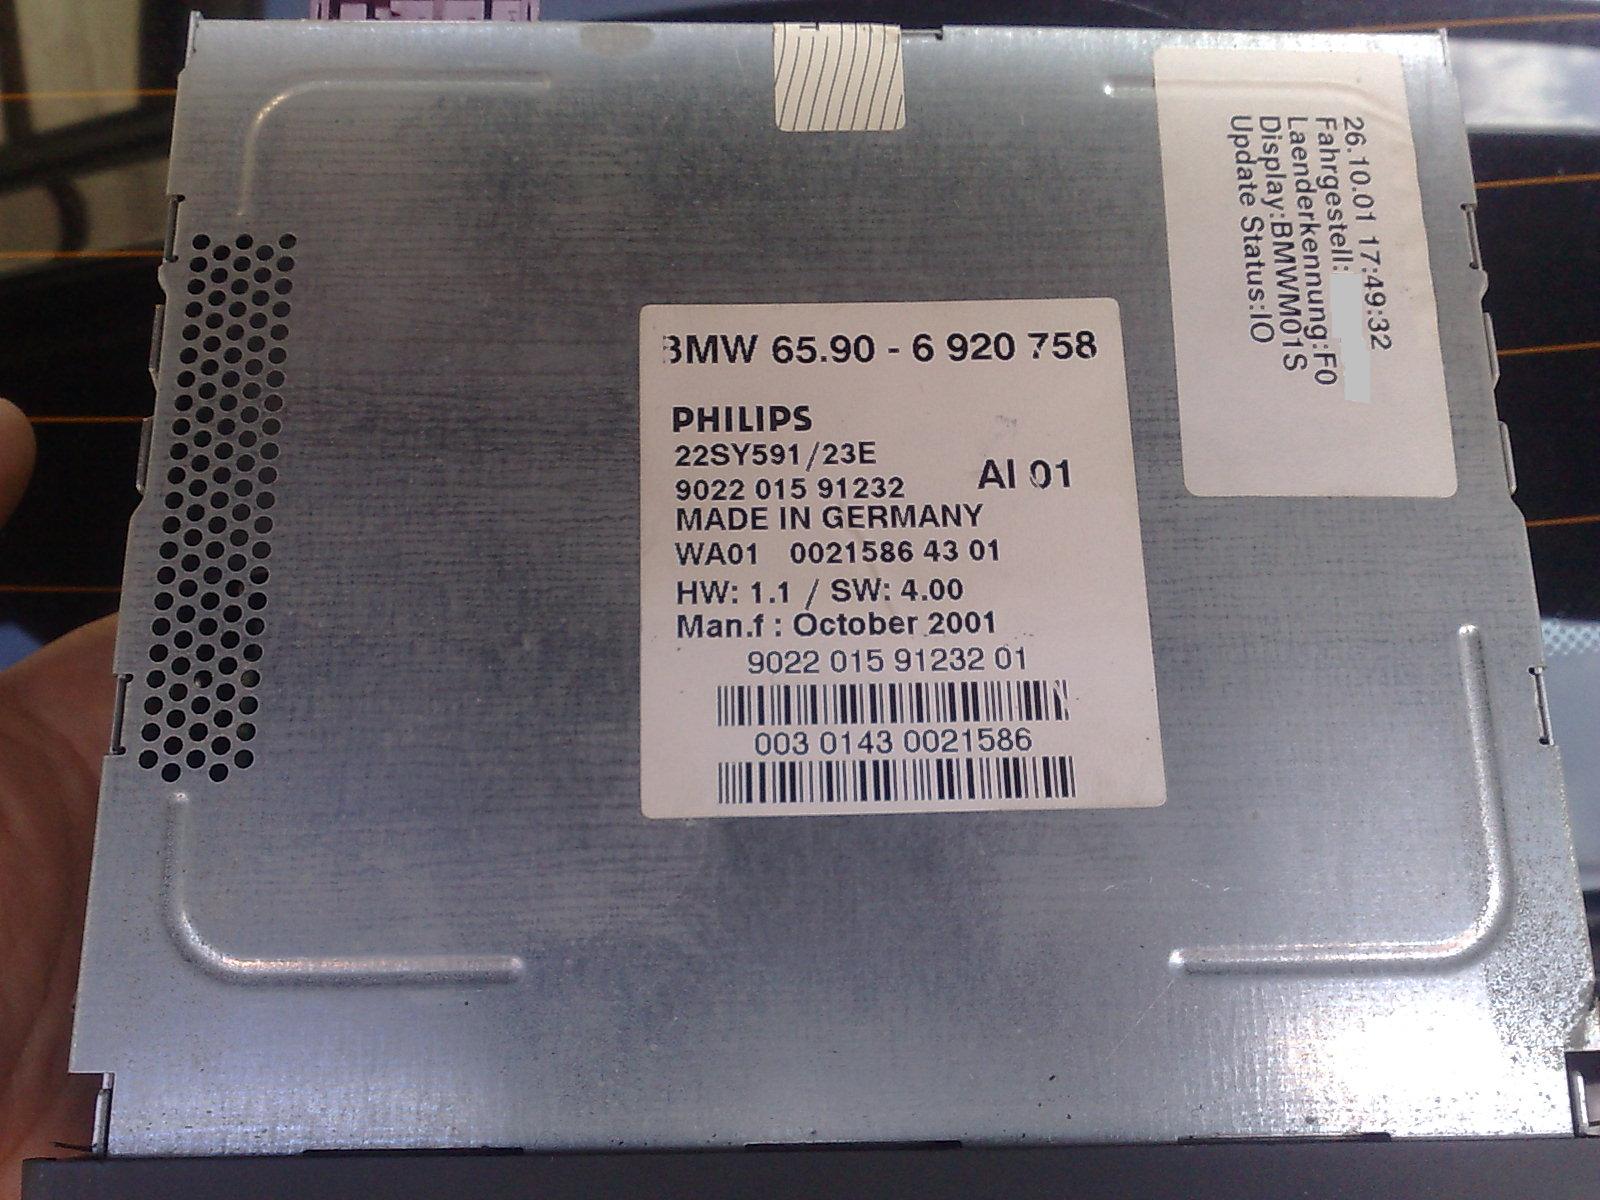 BMW 65.90 - 6 920 758
PHILIPS
22SY591/23E
AI 01
9022 015 91232
MADE IN GERMANY
WA01 0021586 43 01
HW: 1.1 / SW: 4.00
Man.f : October 2001
9022 015 91232 01
003 0143 0021586
26.10.01 17:49:32
Fahrgestell:
Laenderkennung:F0
Display:BMWM01S
Update Status:IO